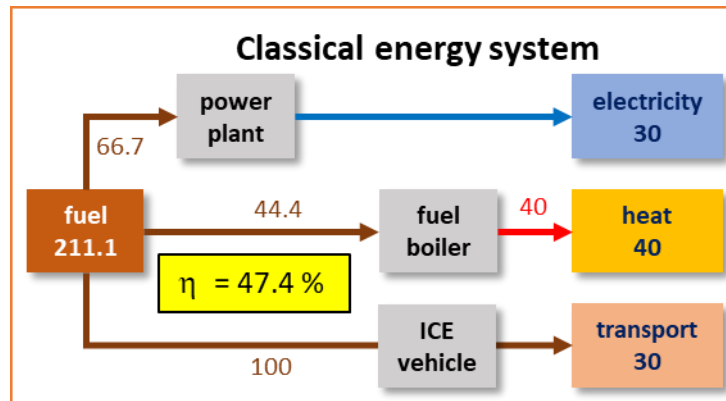 Classical energy system
power
plant
electricity
30
66.7
fuel
211.1
44.4
fuel
boiler
40
heat
40
η = 47.4 %
ICE
vehicle
transport
30
100